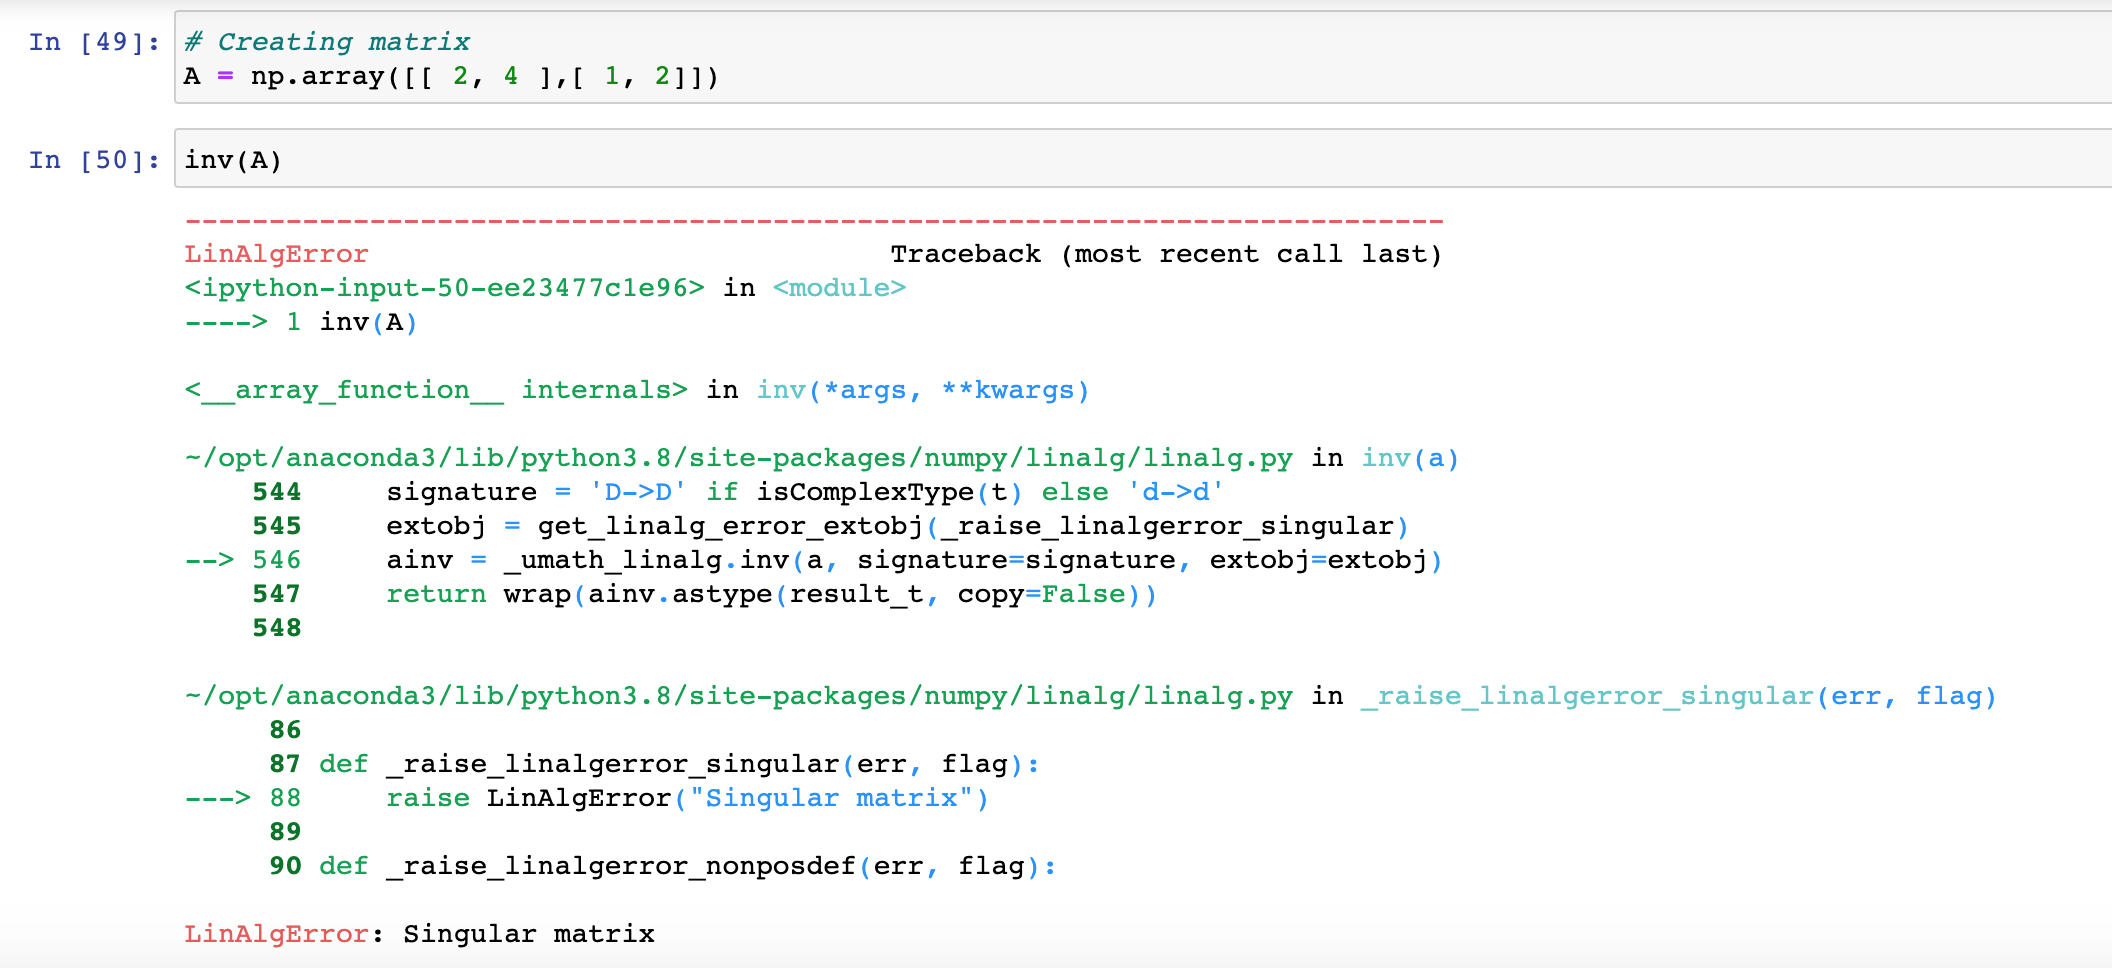 In [49]: # Creating matrix
A = np.array([[ 2, 4 ],[ 1, 2]])
In [50]: inv(A)
---------------------------------------------------------------------------
LinAlgError                               Traceback (most recent call last)
<ipython-input-50-ee23477c1e96> in <module>
----> 1 inv(A)
<__array_function__ internals> in inv(*args, **kwargs)
~/opt/anaconda3/lib/python3.8/site-packages/numpy/linalg/linalg.py in inv(a)
    544     signature = 'D->D' if isComplexType(t) else 'd->d'
    545     extobj = get_linalg_error_extobj(_raise_linalgerror_singular)
--> 546     ainv = _umath_linalg.inv(a, signature=signature, extobj=extobj)
    547     return wrap(ainv.astype(result_t, copy=False))
    548
~/opt/anaconda3/lib/python3.8/site-packages/numpy/linalg/linalg.py in _raise_linalgerror_singular(err, flag)
     86
     87 def _raise_linalgerror_singular(err, flag):
---> 88     raise LinAlgError("Singular matrix")
     89
     90 def _raise_linalgerror_nonposdef(err, flag):
LinAlgError: Singular matrix